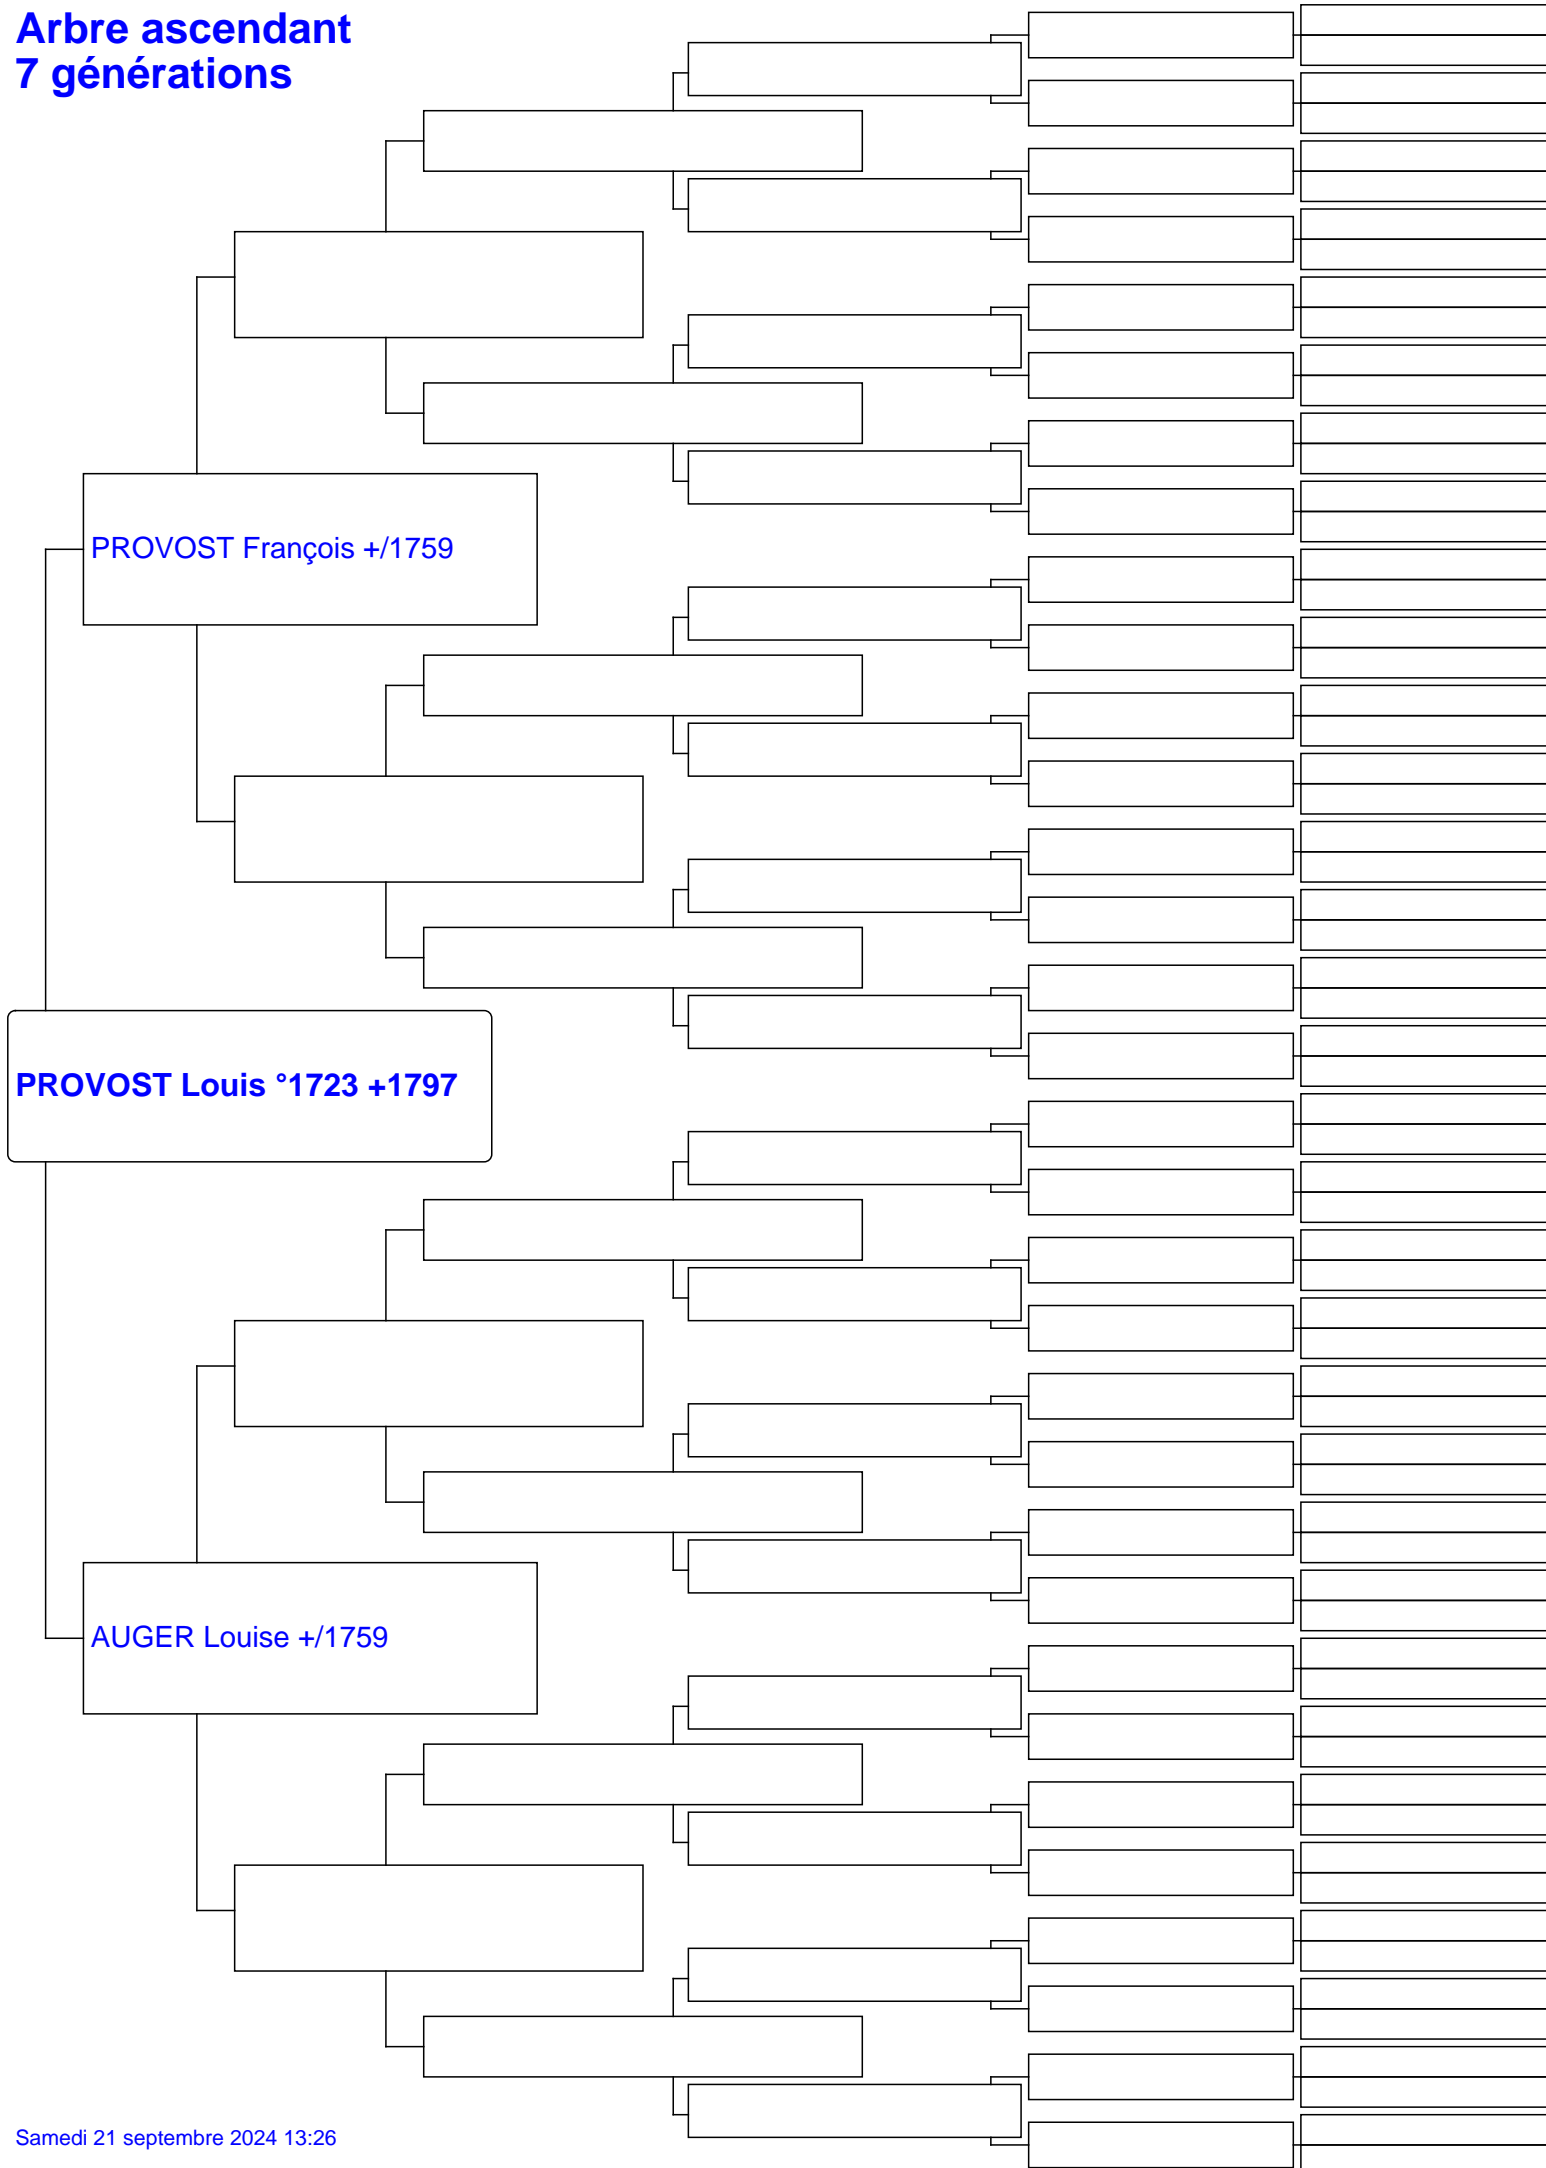 Arbre ascendant
7 générations
PROVOST François +/1759
PROVOST Louis °1723 +1797
AUGER Louise +/1759
Samedi 21 septembre 2024 13:26